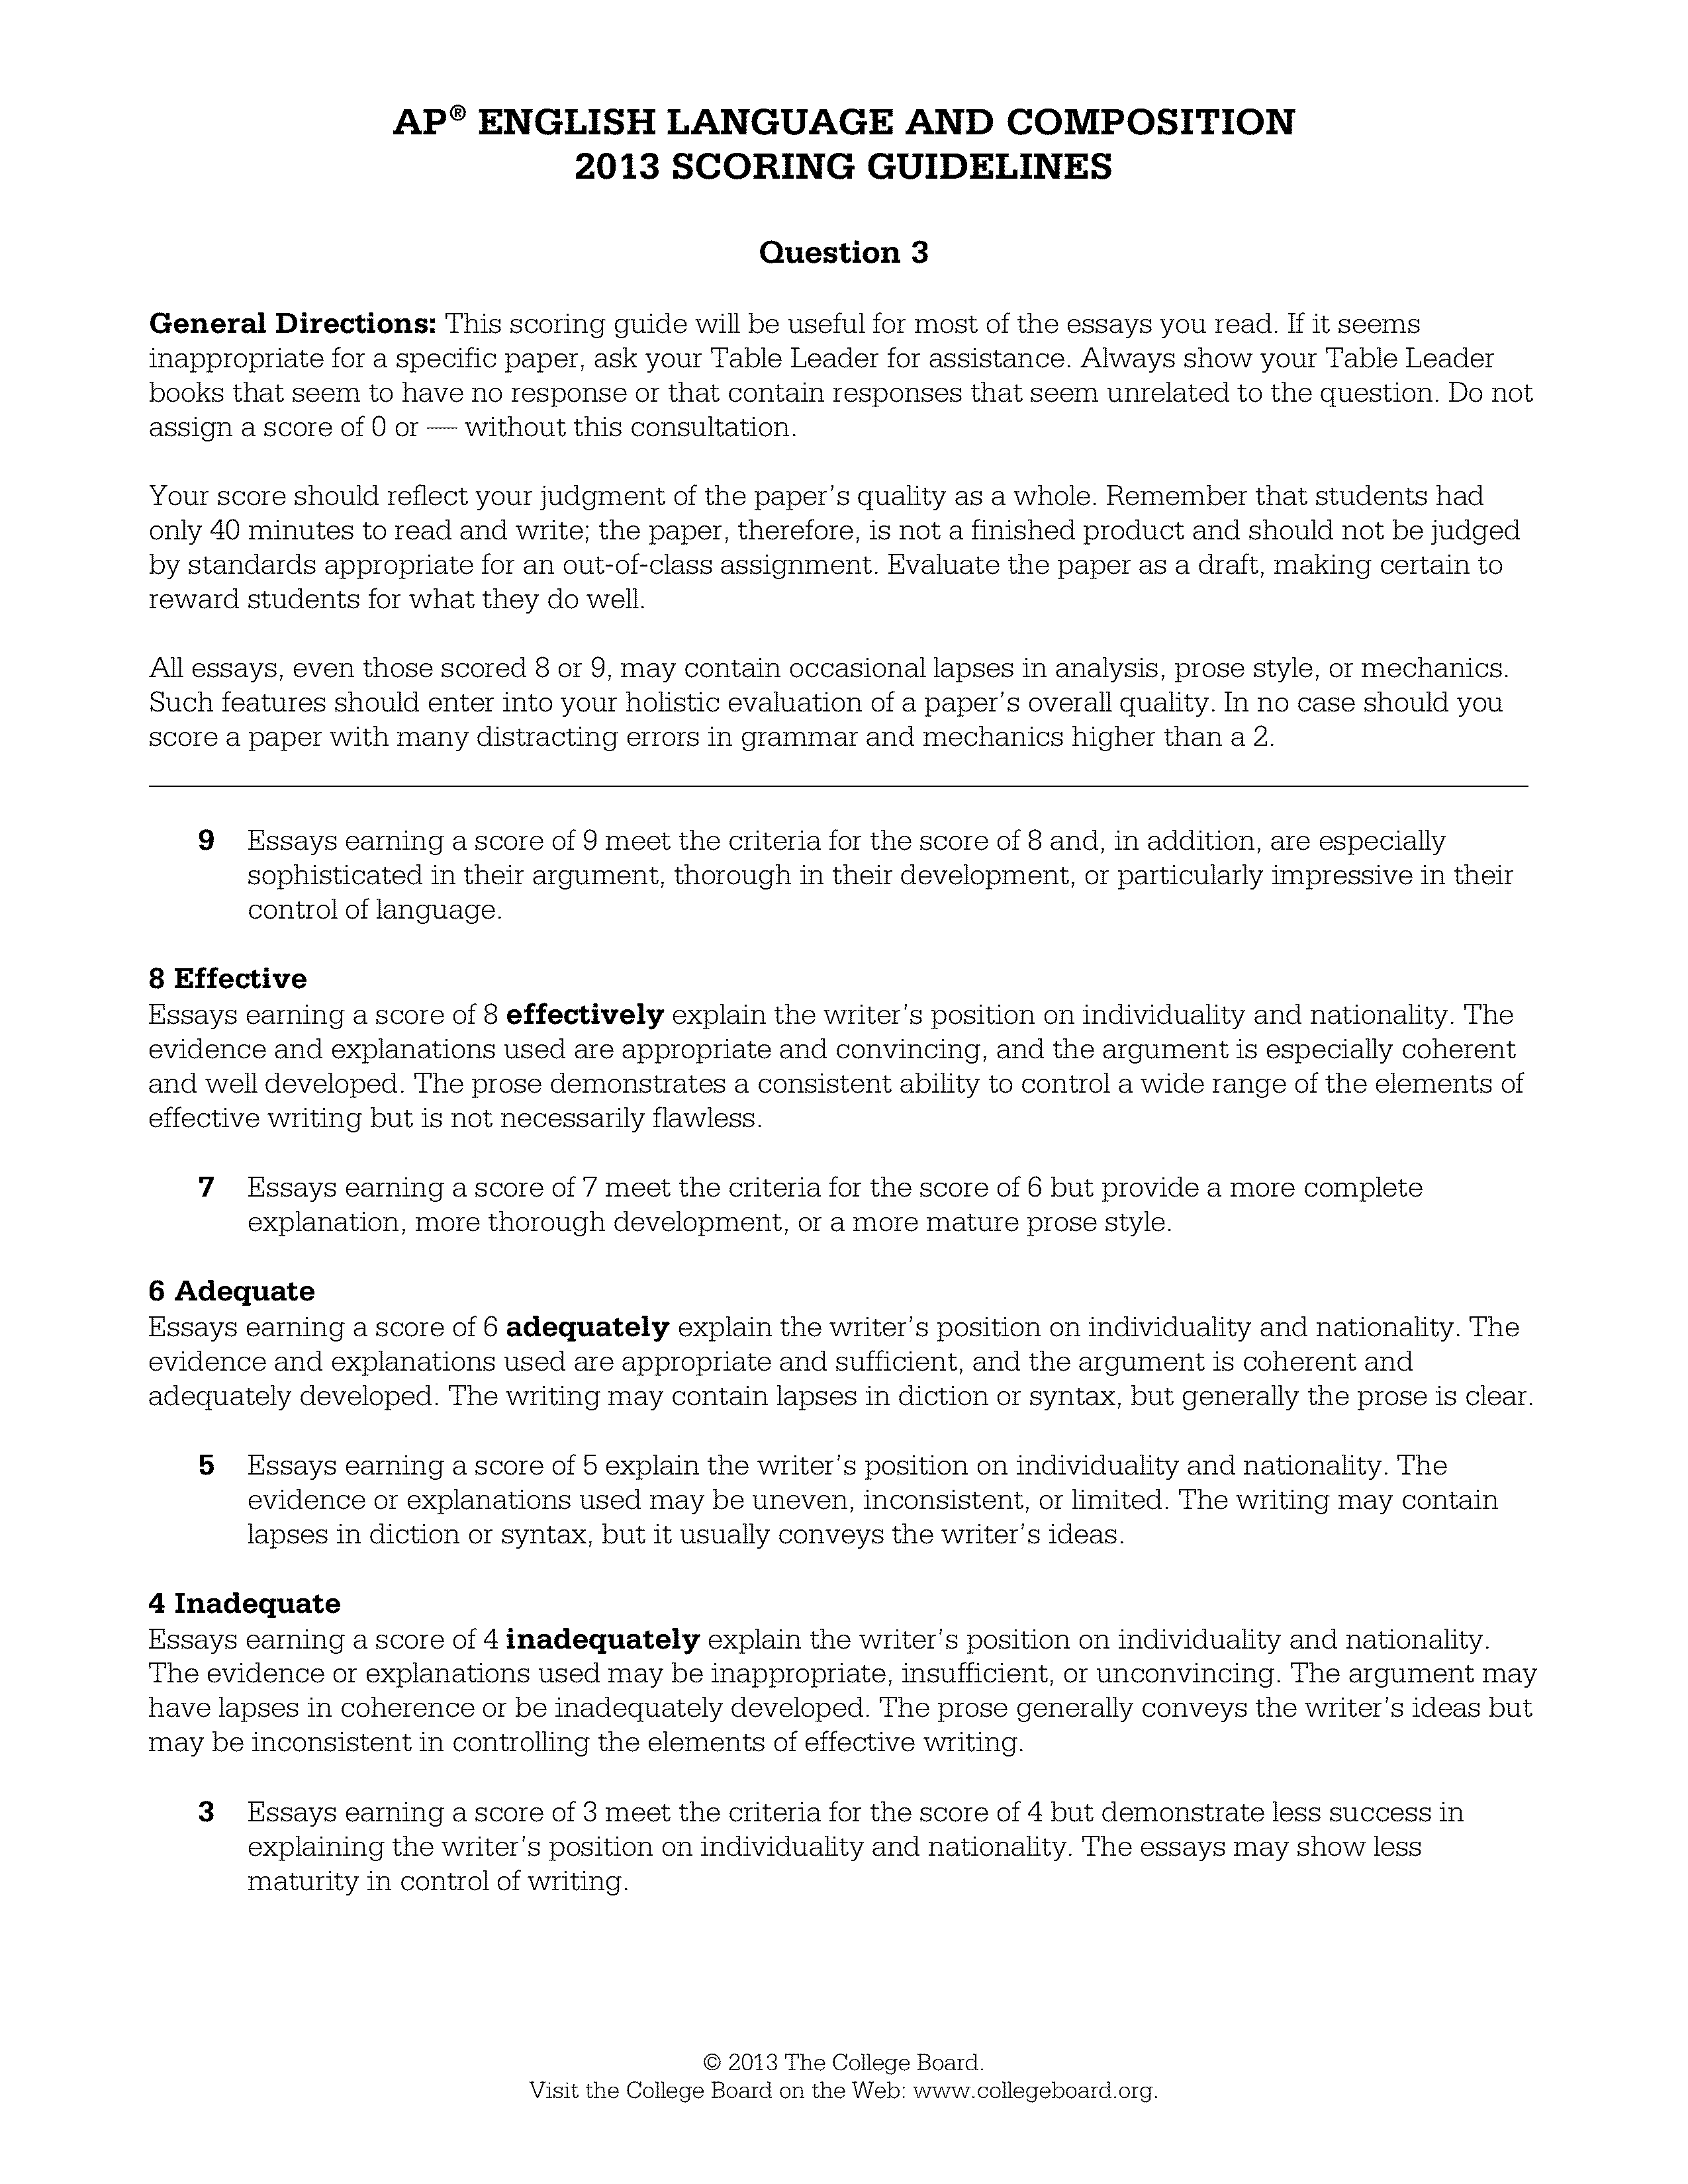 AP® ENGLISH LANGUAGE AND COMPOSITION
2013 SCORING GUIDELINES
Question 3
General Directions: This scoring guide will be useful for most of the essays you read. If it seems
inappropriate for a specific paper, ask your Table Leader for assistance. Always show your Table Leader
books that seem to have no response or that contain responses that seem unrelated to the question. Do not
assign a score of 0 or — without this consultation.
Your score should reflect your judgment of the paper's quality as a whole. Remember that students had
only 40 minutes to read and write; the paper, therefore, is not a finished product and should not be judged
by standards appropriate for an out-of-class assignment. Evaluate the paper as a draft, making certain to
reward students for what they do well.
All essays, even those scored 8 or 9, may contain occasional lapses in analysis, prose style, or mechanics.
Such features should enter into your holistic evaluation of a paper's overall quality. In no case should you
score a paper with many distracting errors in grammar and mechanics higher than a 2.
9 Essays earning a score of 9 meet the criteria for the score of 8 and, in addition, are especially
sophisticated in their argument, thorough in their development, or particularly impressive in their
control of language.
8 Effective
Essays earning a score of 8 effectively explain the writer's position on individuality and nationality. The
evidence and explanations used are appropriate and convincing, and the argument is especially coherent
and well developed. The prose demonstrates a consistent ability to control a wide range of the elements of
effective writing but is not necessarily flawless.
7 Essays earning a score of 7 meet the criteria for the score of 6 but provide a more complete
explanation, more thorough development, or a more mature prose style.
6 Adequate
Essays earning a score of 6 adequately explain the writer's position on individuality and nationality. The
evidence and explanations used are appropriate and sufficient, and the argument is coherent and
adequately developed. The writing may contain lapses in diction or syntax, but generally the prose is clear.
5 Essays earning a score of 5 explain the writer's position on individuality and nationality. The
evidence or explanations used may be uneven, inconsistent, or limited. The writing may contain
lapses in diction or syntax, but it usually conveys the writer's ideas.
4 Inadequate
Essays earning a score of 4 inadequately explain the writer's position on individuality and nationality.
The evidence or explanations used may be inappropriate, insufficient, or unconvincing. The argument may
have lapses in coherence or be inadequately developed. The prose generally conveys the writer's ideas but
may be inconsistent in controlling the elements of effective writing.
3 Essays earning a score of 3 meet the criteria for the score of 4 but demonstrate less success in
explaining the writer's position on individuality and nationality. The essays may show less
maturity in control of writing.
© 2013 The College Board.
Visit the College Board on the Web: www.collegeboard.org.